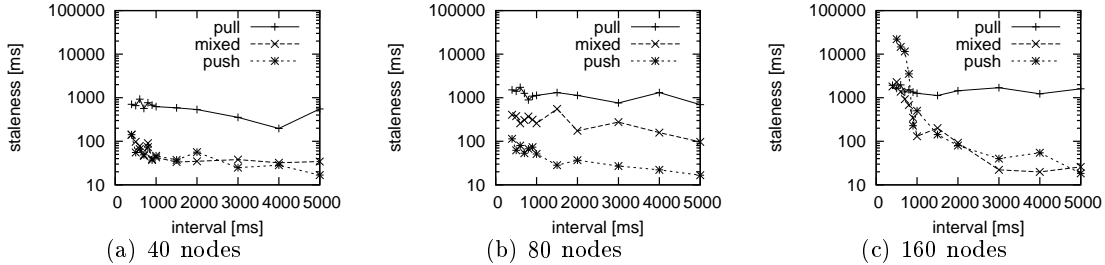 100000
10000
1000
100
10
staleness [ms]
pull
mixed
push
0 1000 2000 3000 4000 5000
interval [ms]
(a) 40 nodes
100000
10000
1000
100
10
staleness [ms]
pull
mixed
push
0 1000 2000 3000 4000 5000
interval [ms]
(b) 80 nodes
100000
10000
1000
100
10
staleness [ms]
pull
mixed
push
0 1000 2000 3000 4000 5000
interval [ms]
(c) 160 nodes